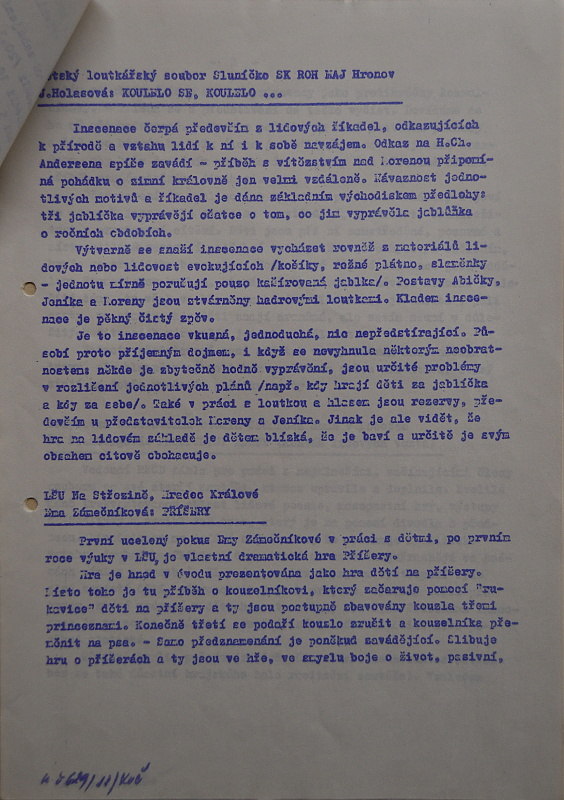 tský loutkářský soubor Sluníčko SK ROH MAJ Hronov
J.Holasová: KOULELO SE, KOULELO ...
Inscenace čerpá především z lidových říkadel, odkazujících
k přírodě a vztahu lidí k ní i k sobě navzájem. Odkaz na H.Ch.
Andersena spíše zavádí - příběh s vítězstvím nad Morenou připomí-
ná pohádku o zimní královně jen velmi vzdáleně. Návaznost jedno-
tlivých motivů a říkadel je dána základním východiskem předlohy:
tři jablíčka vyprávějí ožatce o tom, co jim vyprávěla jablůňka
o ročních obdobích.
Výtvarně se snaží inscenace vycházet rovněž z materiálů li-
dových nebo lidovost evokujících /košíky, režné plátno, slaměnky
- jednotu mírně porušují pouze kašírovaná jablka/. Postavy Abičky,
Jeníka a Moreny jsou stvárněny hadrovými loutkami. Kladem insce-
nace je pěkný čistý zpěv.
Je to inscenace vkusná, jednoduchá, nic nepředstírající. Pů-
sobí proto příjemným dojmem, i když se nevyhnula některým neobrat-
nostem: někde je zbytečně hodně vyprávění, jsou určité problémy
v rozlišení jednotlivých plánů /např. kdy hrají děti za jablíčka
a kdy za sebe/. Také v práci s loutkou a hlasem jsou rezervy, pře-
devším u představitelek Moreny a Jeníka. Jinak je ale vidět, že
hra na lidovém základě je dětem blízká, že je baví a určitě je svým
obsahem citově obohacuje.
LŠU Na Střezině, Hradec Králové
Ema Zámečníková: PŘÍŠERY
První ucelený pokus Emy Zámečníkové v práci s dětmi, po prvním
roce výuky v LŠU, je vlastní dramatická hra Příšery.
Hra je hned v úvodu prezentována jako hra dětí na příšery.
Místo toho je tu příběh o kouzelníkovi, který začaruje pomocí "ru-
kavice" děti na příšery a ty jsou postupně zbavovány kouzla třemi
princeznami. Konečně třetí se podaří kouzlo zrušit a kouzelníka pře-
měnit na psa. - Samo předznamenání je poněkud zavádějící. Slibuje
hru o příšerách a ty jsou ve hře, ve smyslu boje o život, pasivní,